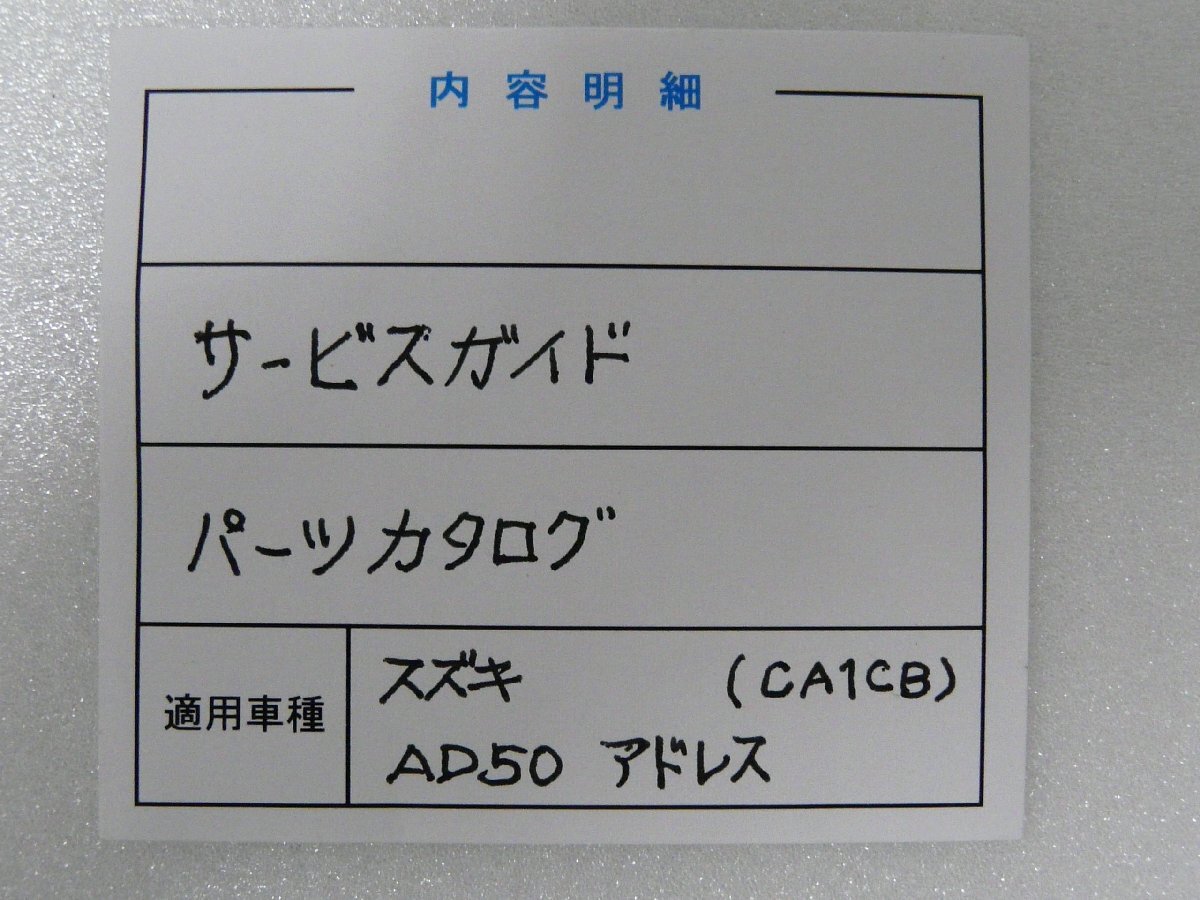 内容明細
サービスガイド
パーツカタログ
適用車種
スズキ (CA1CB)
AD50 アドレス